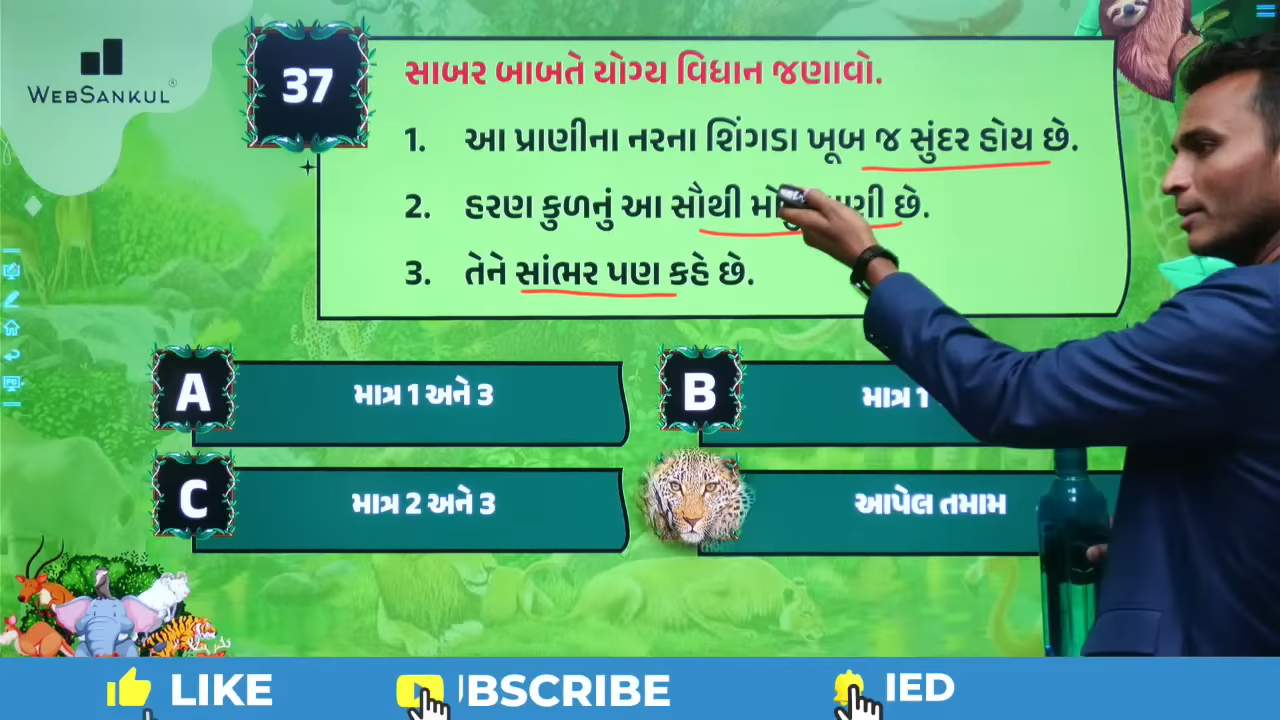 WEBSANKUL®
37
સાબર બાબતે યોગ્ય વિધાન જણાવો.
1. આ પ્રાણીના નરના શિંગડા ખૂબ જ સુંદર હોય છે.
2. હરણ કુળનું આ સૌથી છે.
3. તેને સાંભર પણ કહે છે.
A માત્ર 1 અને 3
B માત્ર 1
C માત્ર 2 અને 3
આપેલ તમામ
LIKE
UBSCRIBE
IED